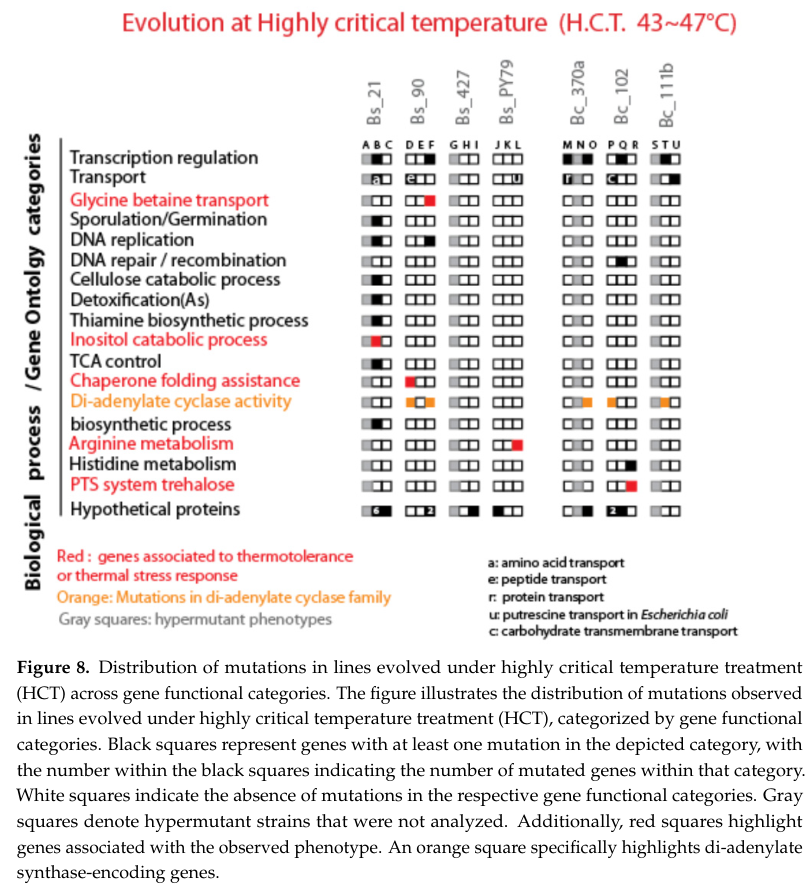 Evolution at Highly critical temperature (H.C.T. 43~47°C)
Bs_21
Bs_90
Bs_427
Bs_PY79
Bc_370a
Bc_102
Bc_111b
A B C D E F G H I J K L M N O P Q R S T U
Biological process / Gene Ontolgy categories
Transcription regulation
Transport a e u r c
Glycine betaine transport
Sporulation/Germination
DNA replication
DNA repair / recombination
Cellulose catabolic process
Detoxification(As)
Thiamine biosynthetic process
Inositol catabolic process
TCA control
Chaperone folding assistance
Di-adenylate cyclase activity
biosynthetic process
Arginine metabolism
Histidine metabolism
PTS system trehalose
Hypothetical proteins 6 2 2
Red : genes associated to thermotolerance
or thermal stress response
Orange: Mutations in di-adenylate cyclase family
Gray squares: hypermutant phenotypes
a: amino acid transport
e: peptide transport
r: protein transport
u: putrescine transport in Escherichia coli
c: carbohydrate transmembrane transport
Figure 8. Distribution of mutations in lines evolved under highly critical temperature treatment
(HCT) across gene functional categories. The figure illustrates the distribution of mutations observed
in lines evolved under highly critical temperature treatment (HCT), categorized by gene functional
categories. Black squares represent genes with at least one mutation in the depicted category, with
the number within the black squares indicating the number of mutated genes within that category.
White squares indicate the absence of mutations in the respective gene functional categories. Gray
squares denote hypermutant strains that were not analyzed. Additionally, red squares highlight
genes associated with the observed phenotype. An orange square specifically highlights di-adenylate
synthase-encoding genes.